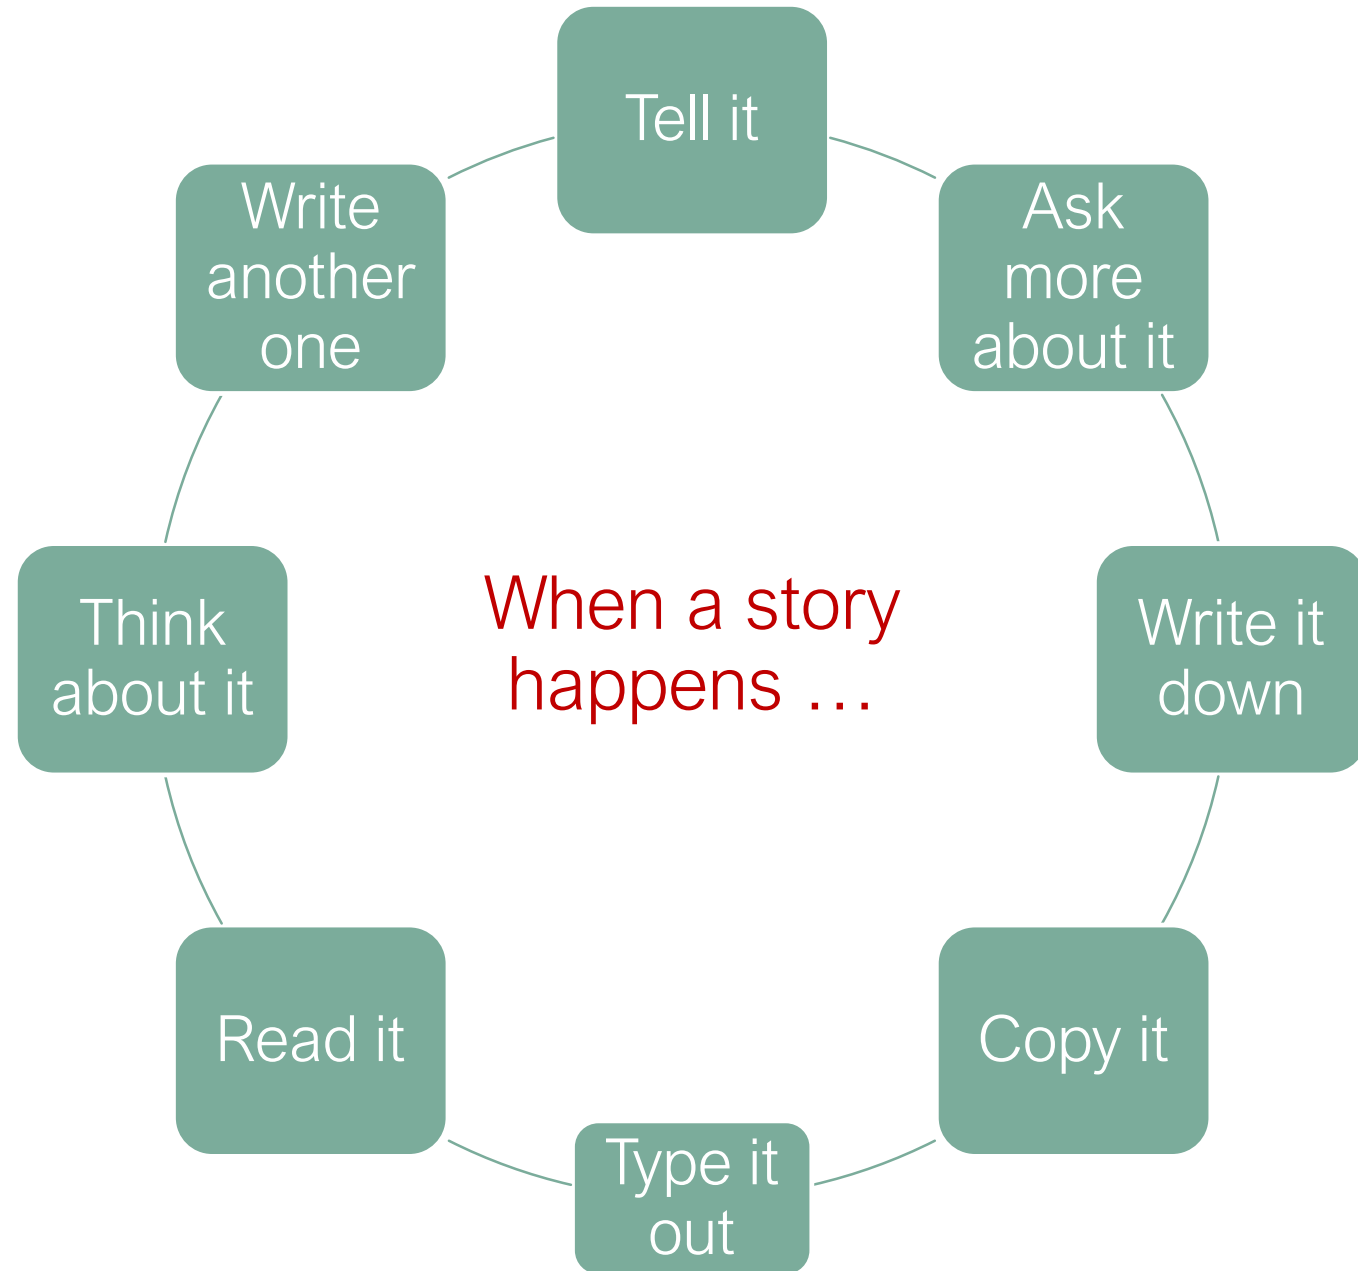 Tell it
Ask
more
about it
Write it
down
Copy it
Type it
out
Read it
Think
about it
Write
another
one
When a story
happens …